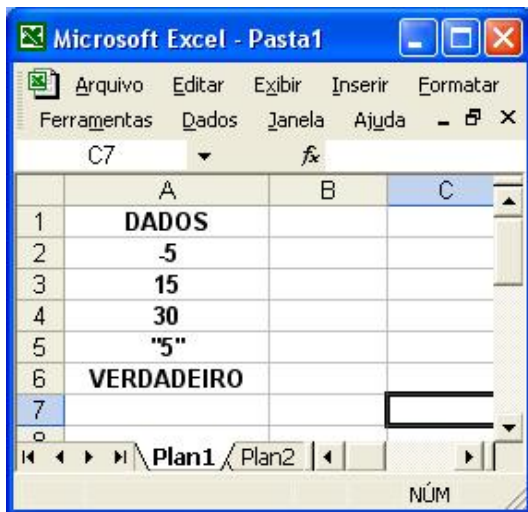 Microsoft Excel - Pasta1
Arquivo Editar Exibir Inserir Formatar
Ferramentas Dados Janela Ajuda
C7 fx
A B C
1 DADOS
2 -5
3 15
4 30
5 "5"
6 VERDADEIRO
7
Plan1 Plan2
NÚM